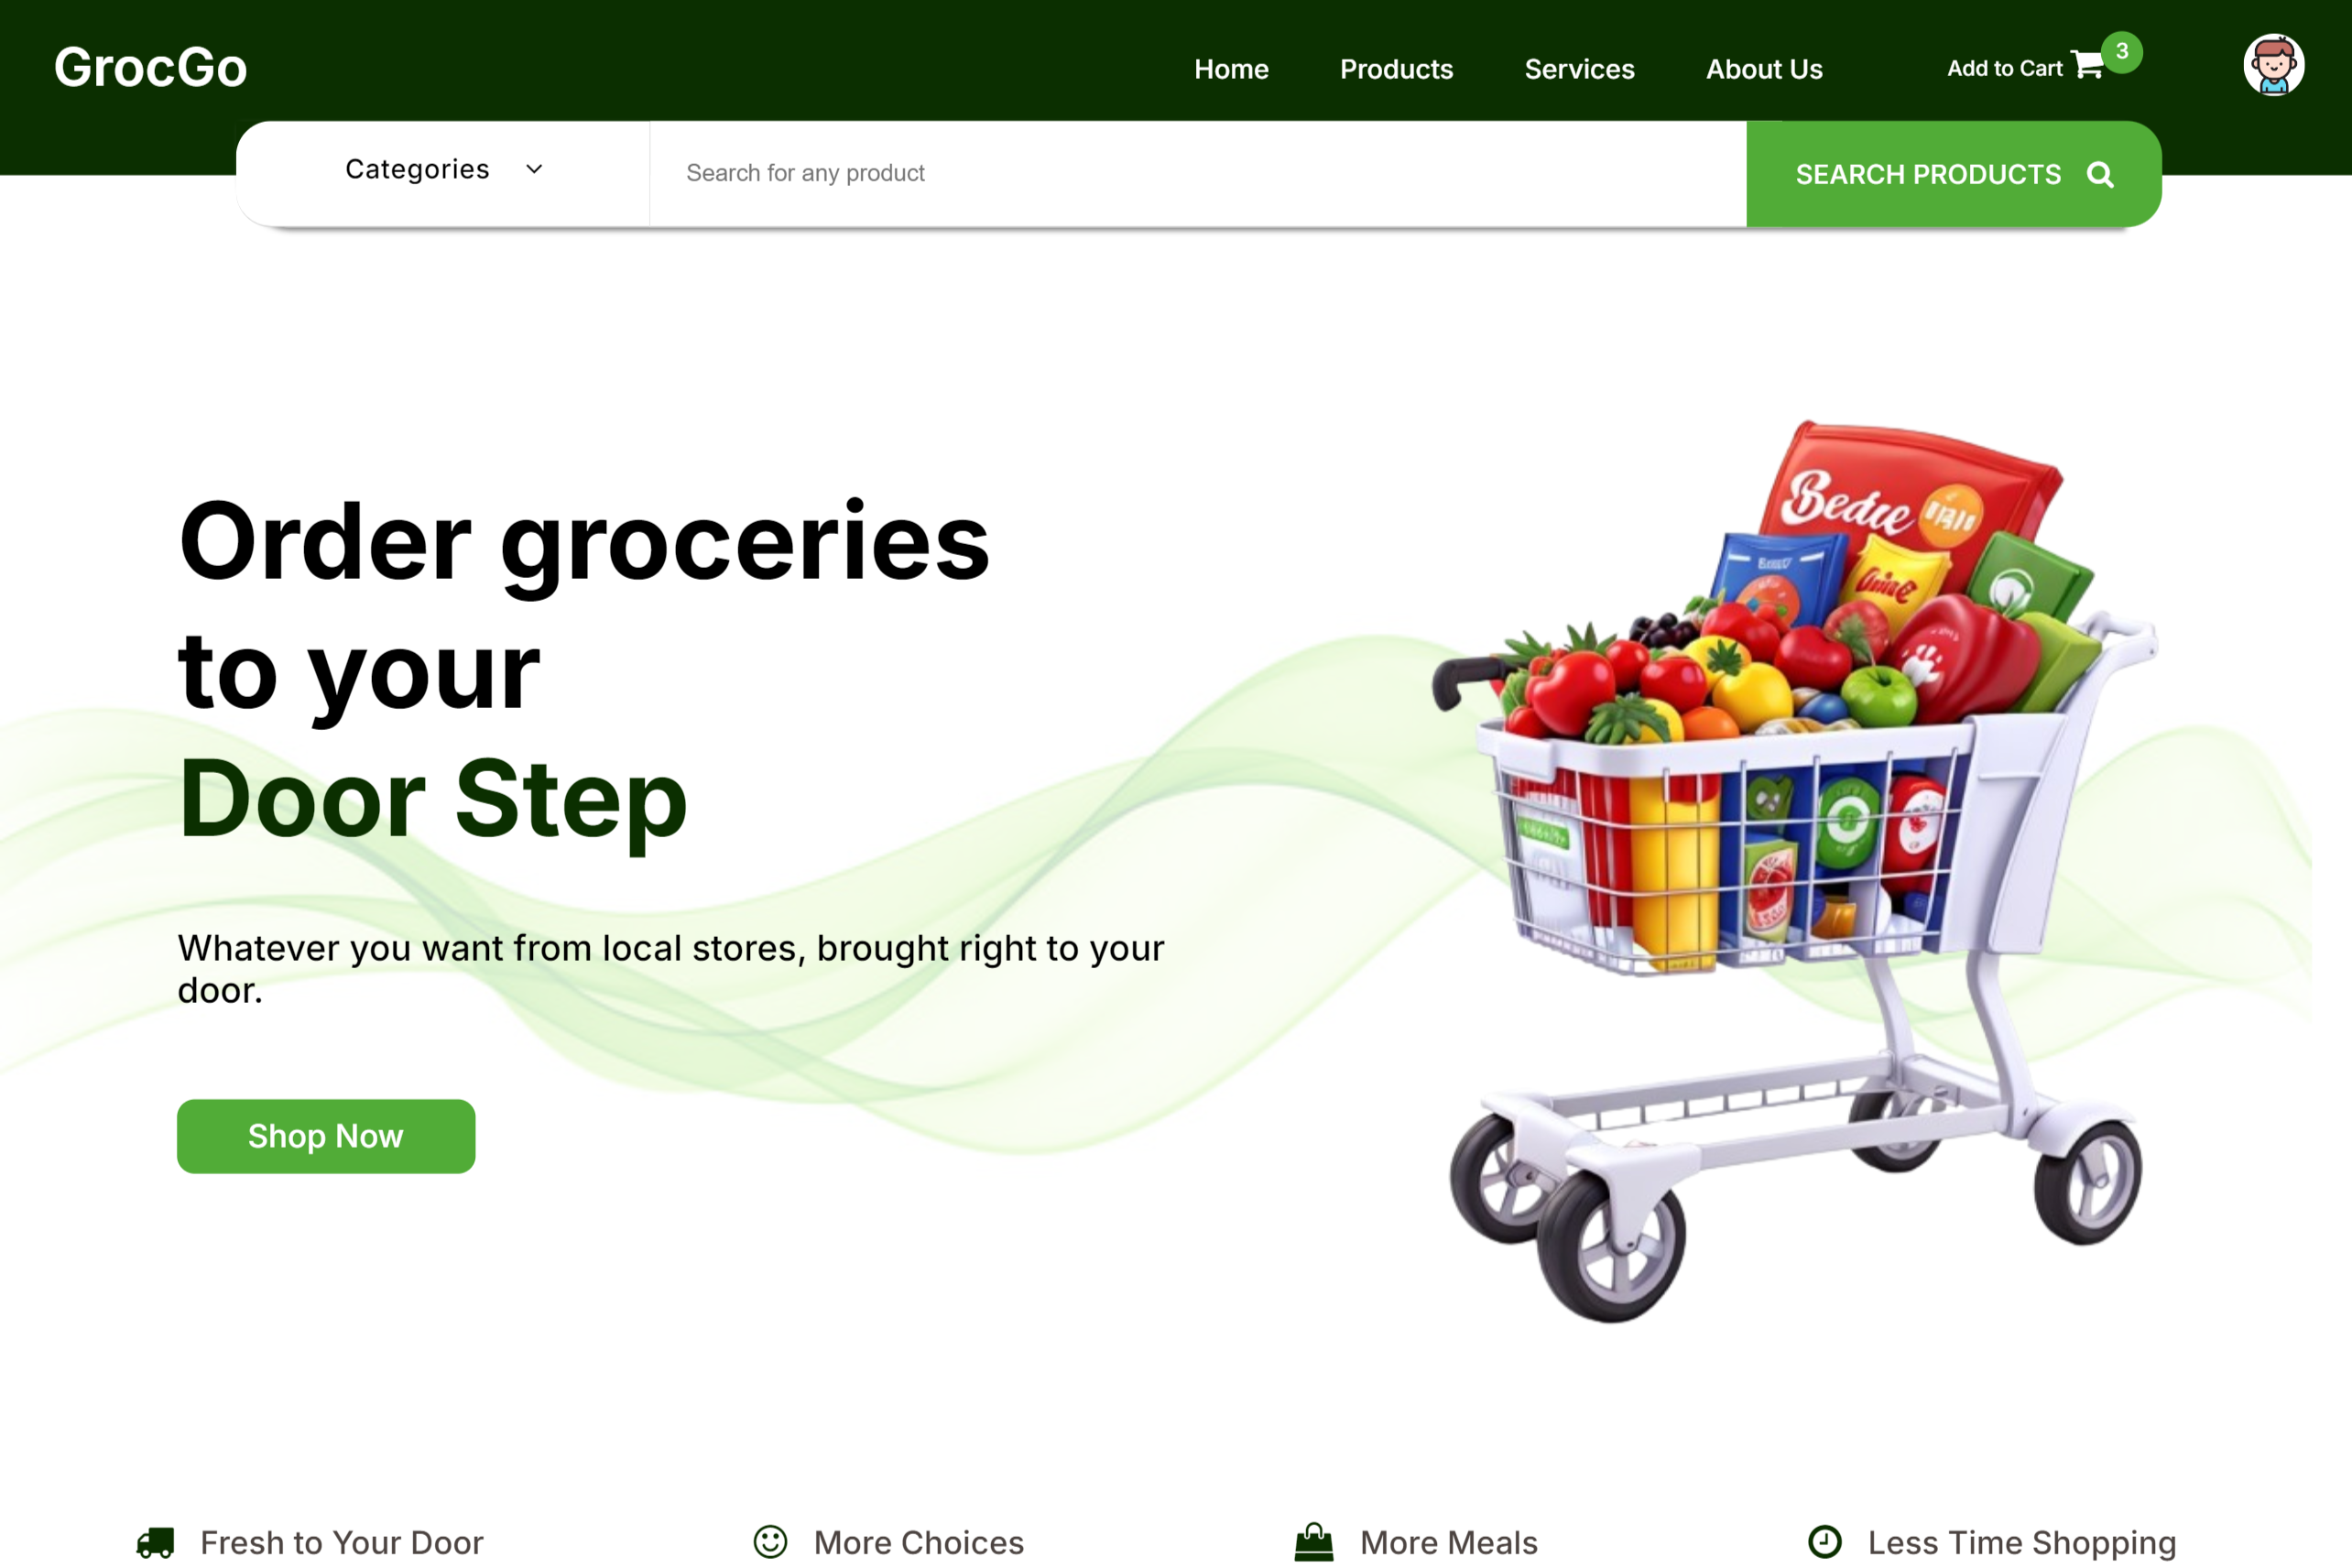 GrocGo
Home
Products
Services
About Us
Add to Cart
3
Categories
Search for any product
SEARCH PRODUCTS
Order groceries
to your
Door Step
Whatever you want from local stores, brought right to your
door.
Shop Now
Bedre
Fresh to Your Door
More Choices
More Meals
Less Time Shopping